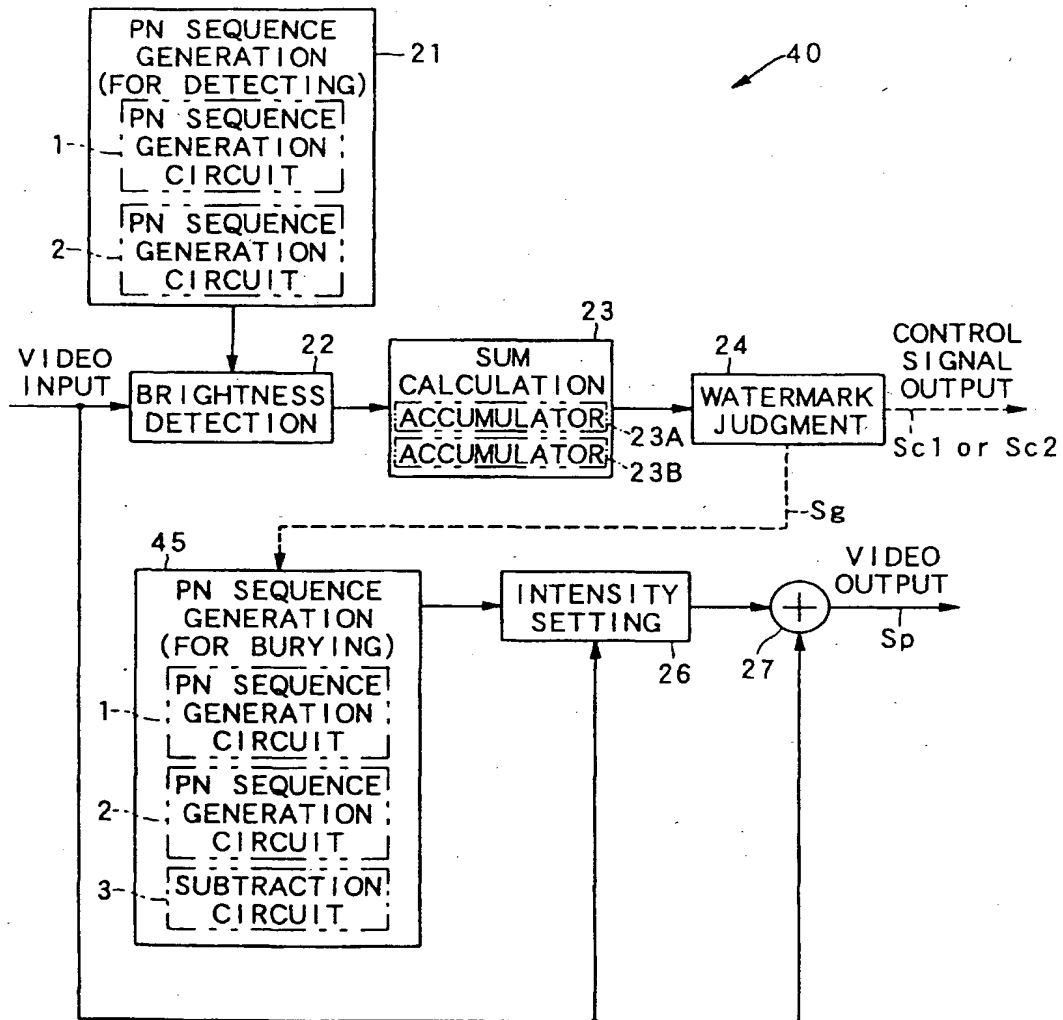 PN SEQUENCE
GENERATION
(FOR DETECTING)
21
40
1
PN SEQUENCE
GENERATION
CIRCUIT
2
PN SEQUENCE
GENERATION
CIRCUIT
VIDEO
INPUT
22
BRIGHTNESS
DETECTION
23
SUM
CALCULATION
ACCUMULATOR
23A
ACCUMULATOR
23B
24
WATERMARK
JUDGMENT
CONTROL
SIGNAL
OUTPUT
Sc1 or Sc2
Sg
45
PN SEQUENCE
GENERATION
(FOR BURYING)
1
PN SEQUENCE
GENERATION
CIRCUIT
2
PN SEQUENCE
GENERATION
CIRCUIT
3
SUBTRACTION
CIRCUIT
INTENSITY
SETTING
26
+
27
VIDEO
OUTPUT
Sp